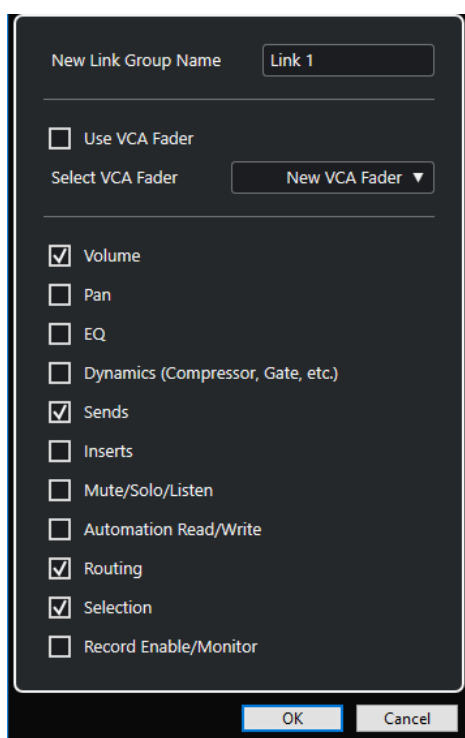 New Link Group Name Link 1
Use VCA Fader
Select VCA Fader New VCA Fader
Volume
Pan
EQ
Dynamics (Compressor, Gate, etc.)
Sends
Inserts
Mute/Solo/Listen
Automation Read/Write
Routing
Selection
Record Enable/Monitor
OK Cancel